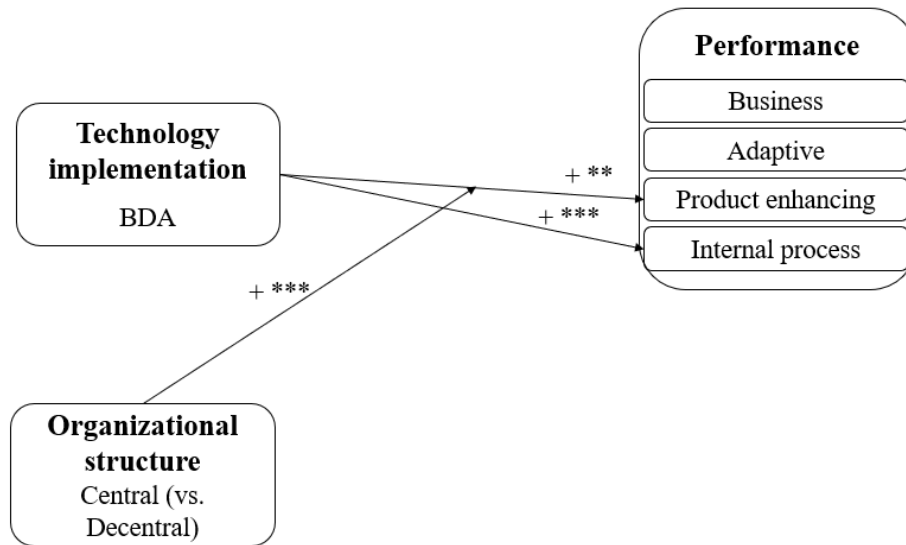 Performance
Business
Adaptive
Product enhancing
Internal process
Technology
implementation
BDA
+ **
+ ***
+ ***
Organizational
structure
Central (vs.
Decentral)